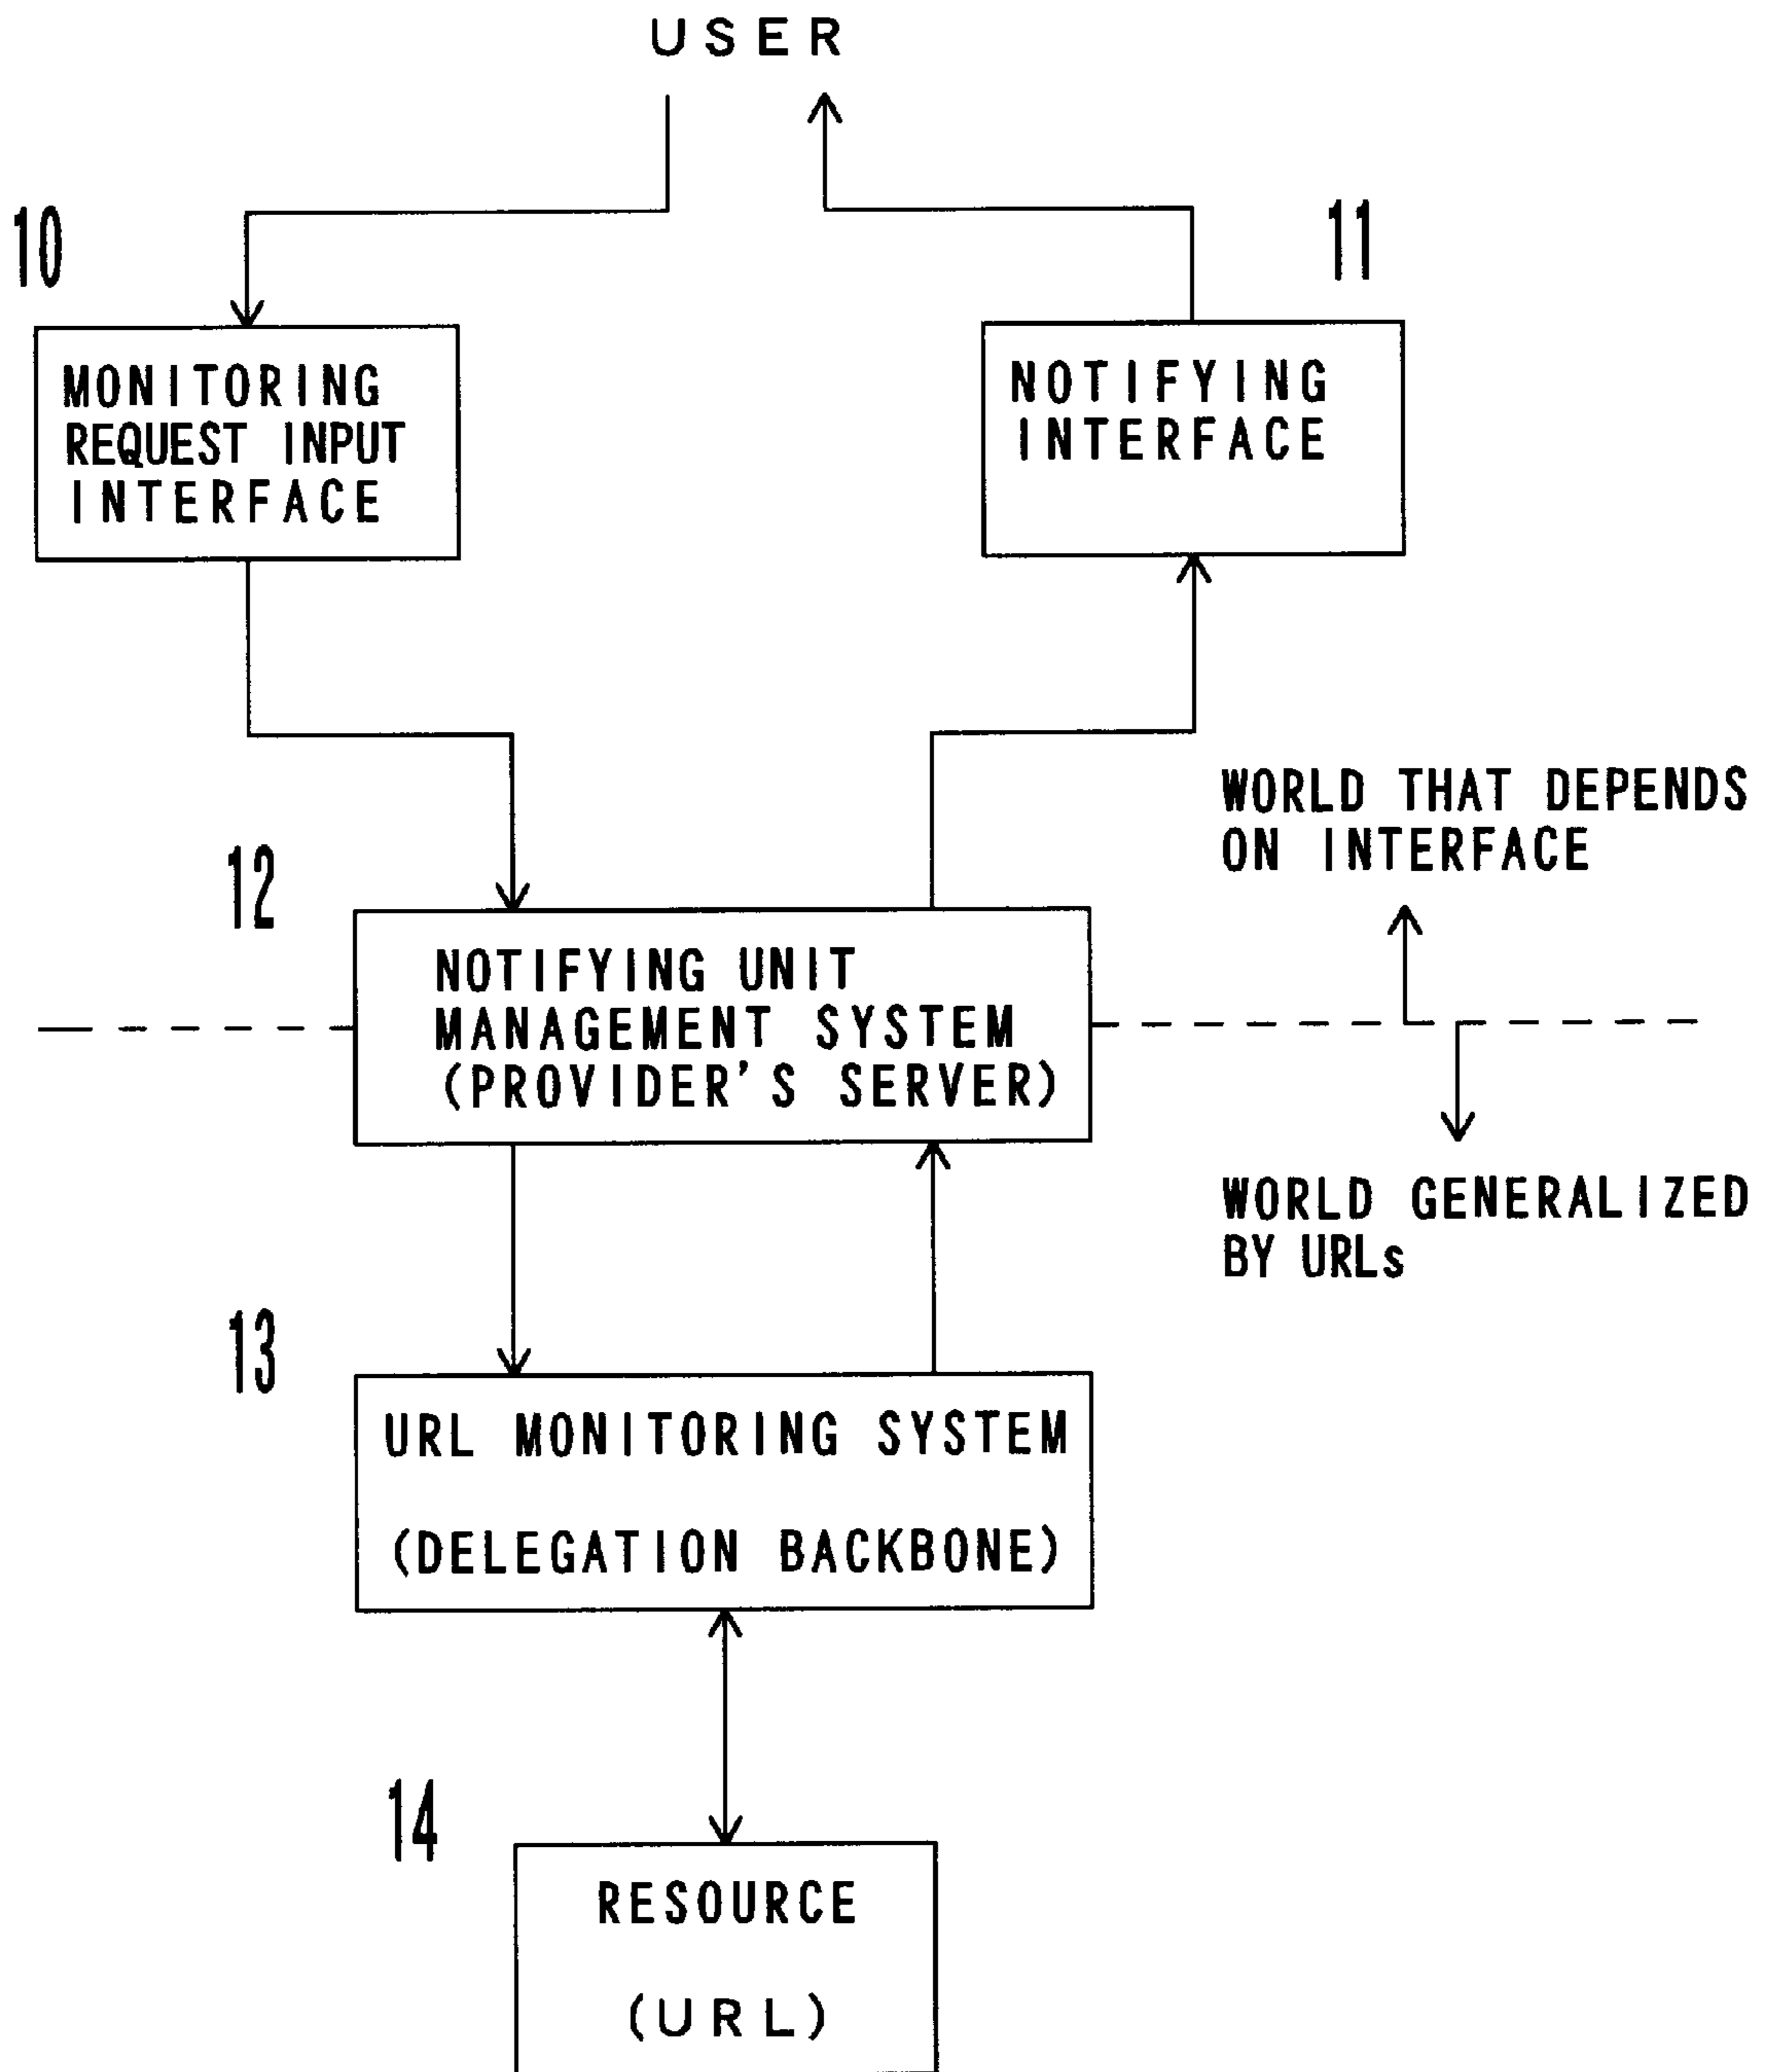 USER
10
11
MONITORING
REQUEST INPUT
INTERFACE
NOTIFYING
INTERFACE
WORLD THAT DEPENDS
ON INTERFACE
12
NOTIFYING UNIT
MANAGEMENT SYSTEM
(PROVIDER'S SERVER)
WORLD GENERALIZED
BY URLs
13
URL MONITORING SYSTEM
(DELEGATION BACKBONE)
14
RESOURCE
(URL)